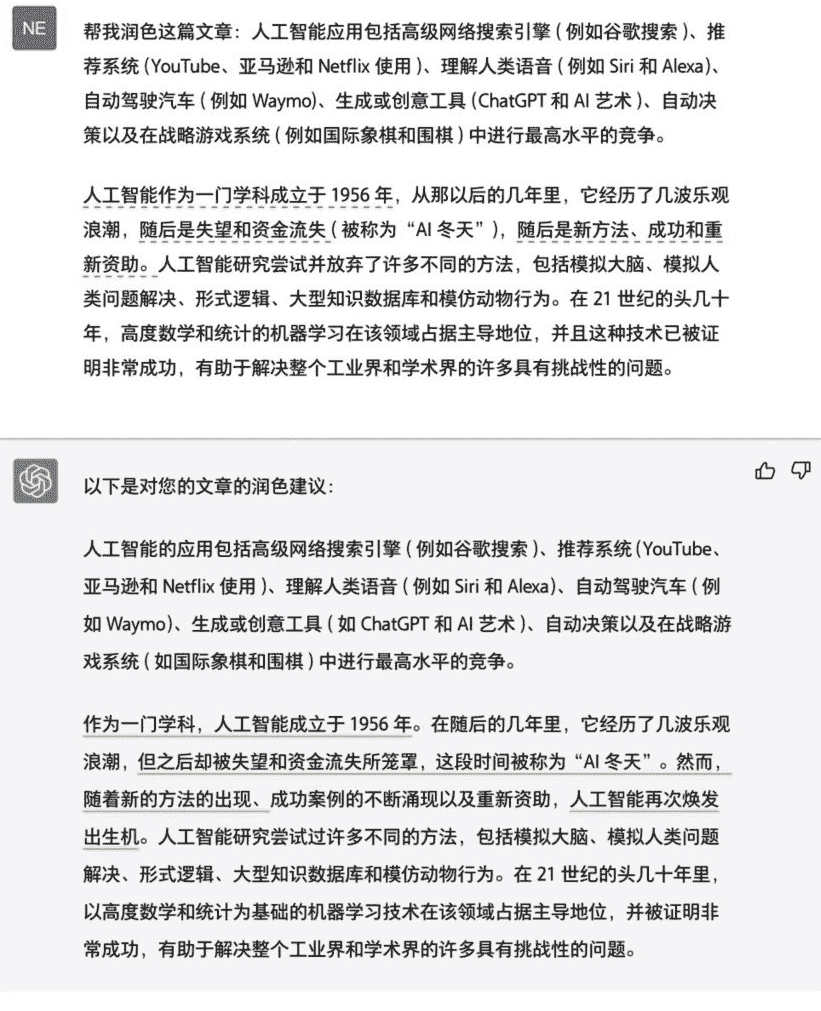 NE
帮我润色这篇文章：人工智能应用包括高级网络搜索引擎 ( 例如谷歌搜索 )、推
荐系统 (YouTube、亚马逊和 Netflix 使用 )、理解人类语音 ( 例如 Siri 和 Alexa)、
自动驾驶汽车 ( 例如 Waymo)、生成或创意工具 (ChatGPT 和 AI 艺术 )、自动决
策以及在战略游戏系统 ( 例如国际象棋和围棋 ) 中进行最高水平的竞争。
人工智能作为一门学科成立于 1956 年，从那以后的几年里，它经历了几波乐观
浪潮，随后是失望和资金流失 ( 被称为“AI 冬天” )，随后是新方法、成功和重
新资助。人工智能研究尝试并放弃了许多不同的方法，包括模拟大脑、模拟人
类问题解决、形式逻辑、大型知识数据库和模仿动物行为。在 21 世纪的头几十
年，高度数学和统计的机器学习在该领域占据主导地位，并且这种技术已被证
明非常成功，有助于解决整个工业界和学术界的许多具有挑战性的问题。
以下是对您的文章的润色建议：
人工智能的应用包括高级网络搜索引擎 ( 例如谷歌搜索 )、推荐系统 (YouTube、
亚马逊和 Netflix 使用 )、理解人类语音 ( 例如 Siri 和 Alexa)、自动驾驶汽车 ( 例
如 Waymo)、生成或创意工具 ( 如 ChatGPT 和 AI 艺术 )、自动决策以及在战略游
戏系统 ( 如国际象棋和围棋 ) 中进行最高水平的竞争。
作为一门学科，人工智能成立于 1956 年。在随后的几年里，它经历了几波乐观
浪潮，但之后却被失望和资金流失所笼罩，这段时间被称为“AI 冬天”。然而，
随着新的方法的出现、成功案例的不断涌现以及重新资助，人工智能再次焕发
出生机。人工智能研究尝试过许多不同的方法，包括模拟大脑、模拟人类问题
解决、形式逻辑、大型知识数据库和模仿动物行为。在 21 世纪的头几十年里，
以高度数学和统计为基础的机器学习技术在该领域占据主导地位，并被证明非
常成功，有助于解决整个工业界和学术界的许多具有挑战性的问题。